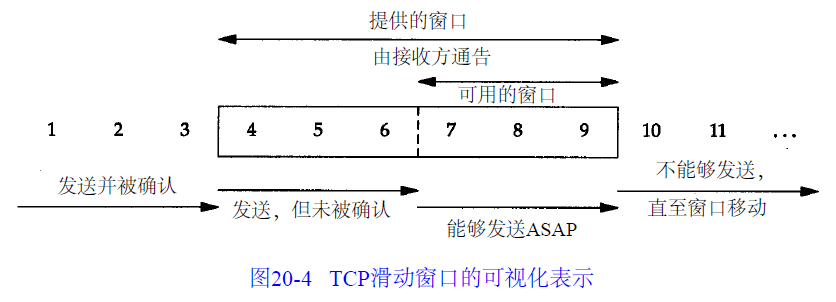 提供的窗口
由接收方通告
可用的窗口
1 2 3 4 5 6 7 8 9 10 11 ...
发送并被确认
发送，但未被确认
能够发送ASAP
不能够发送，
直至窗口移动
图20-4 TCP滑动窗口的可视化表示